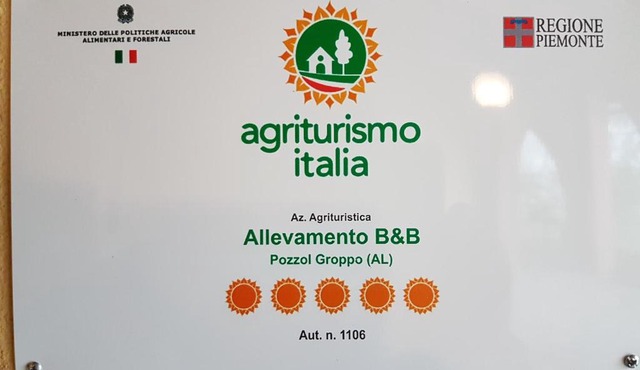 MINISTERO DELLE POLITICHE AGRICOLE
ALIMENTARI E FORESTALI
REGIONE
PIEMONTE
agriturismo
italia
Az. Agrituristica
Allevamento B&B
Pozzol Groppo (AL)
Aut. n. 1106